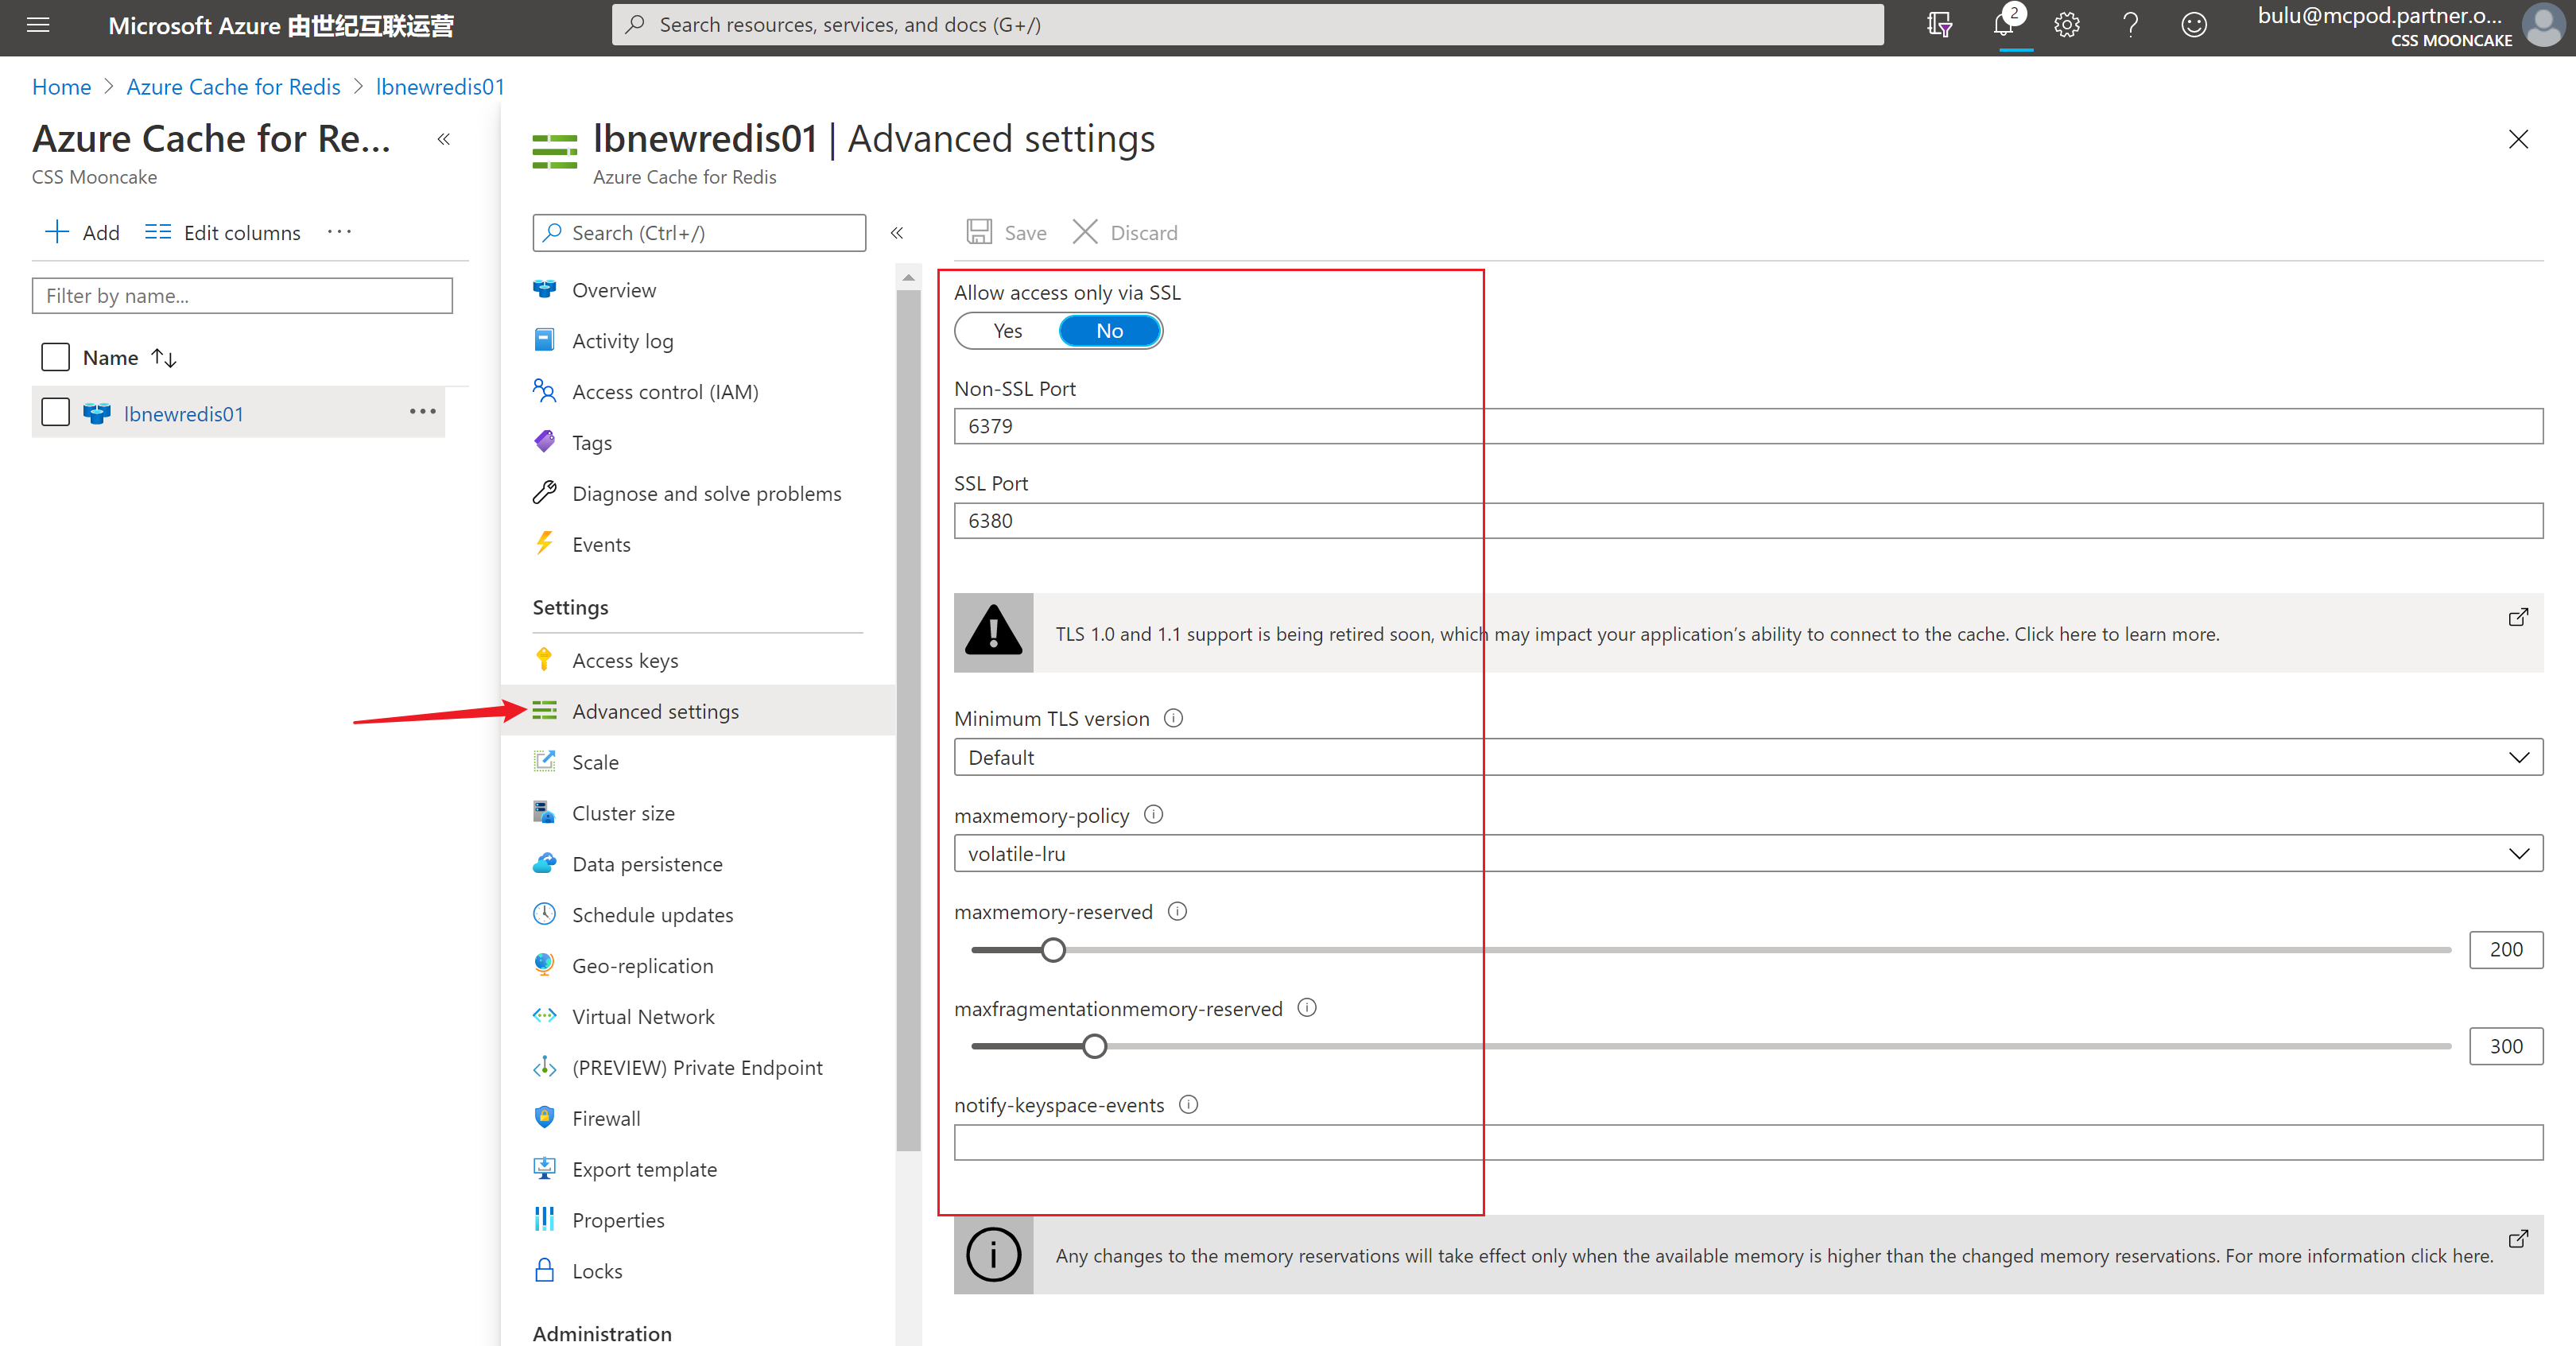 Microsoft Azure 由世纪互联运营
Search resources, services, and docs (G+/)
2
bulu@mcpod.partner.o...
CSS MOONCAKE
Home > Azure Cache for Redis > lbnewredis01
Azure Cache for Re...
«
CSS Mooncake
Add
Edit columns
...
Filter by name...
Name
lbnewredis01
...
lbnewredis01 | Advanced settings
Azure Cache for Redis
Search (Ctrl+/)
«
Overview
Activity log
Access control (IAM)
Tags
Diagnose and solve problems
Events
Settings
Access keys
Advanced settings
Scale
Cluster size
Data persistence
Schedule updates
Geo-replication
Virtual Network
(PREVIEW) Private Endpoint
Firewall
Export template
Properties
Locks
Administration
Save
Discard
Allow access only via SSL
Yes No
Non-SSL Port
6379
SSL Port
6380
TLS 1.0 and 1.1 support is being retired soon, which may impact your application's ability to connect to the cache. Click here to learn more.
Minimum TLS version
Default
maxmemory-policy
volatile-lru
maxmemory-reserved
200
maxfragmentationmemory-reserved
300
notify-keyspace-events
Any changes to the memory reservations will take effect only when the available memory is higher than the changed memory reservations. For more information click here.